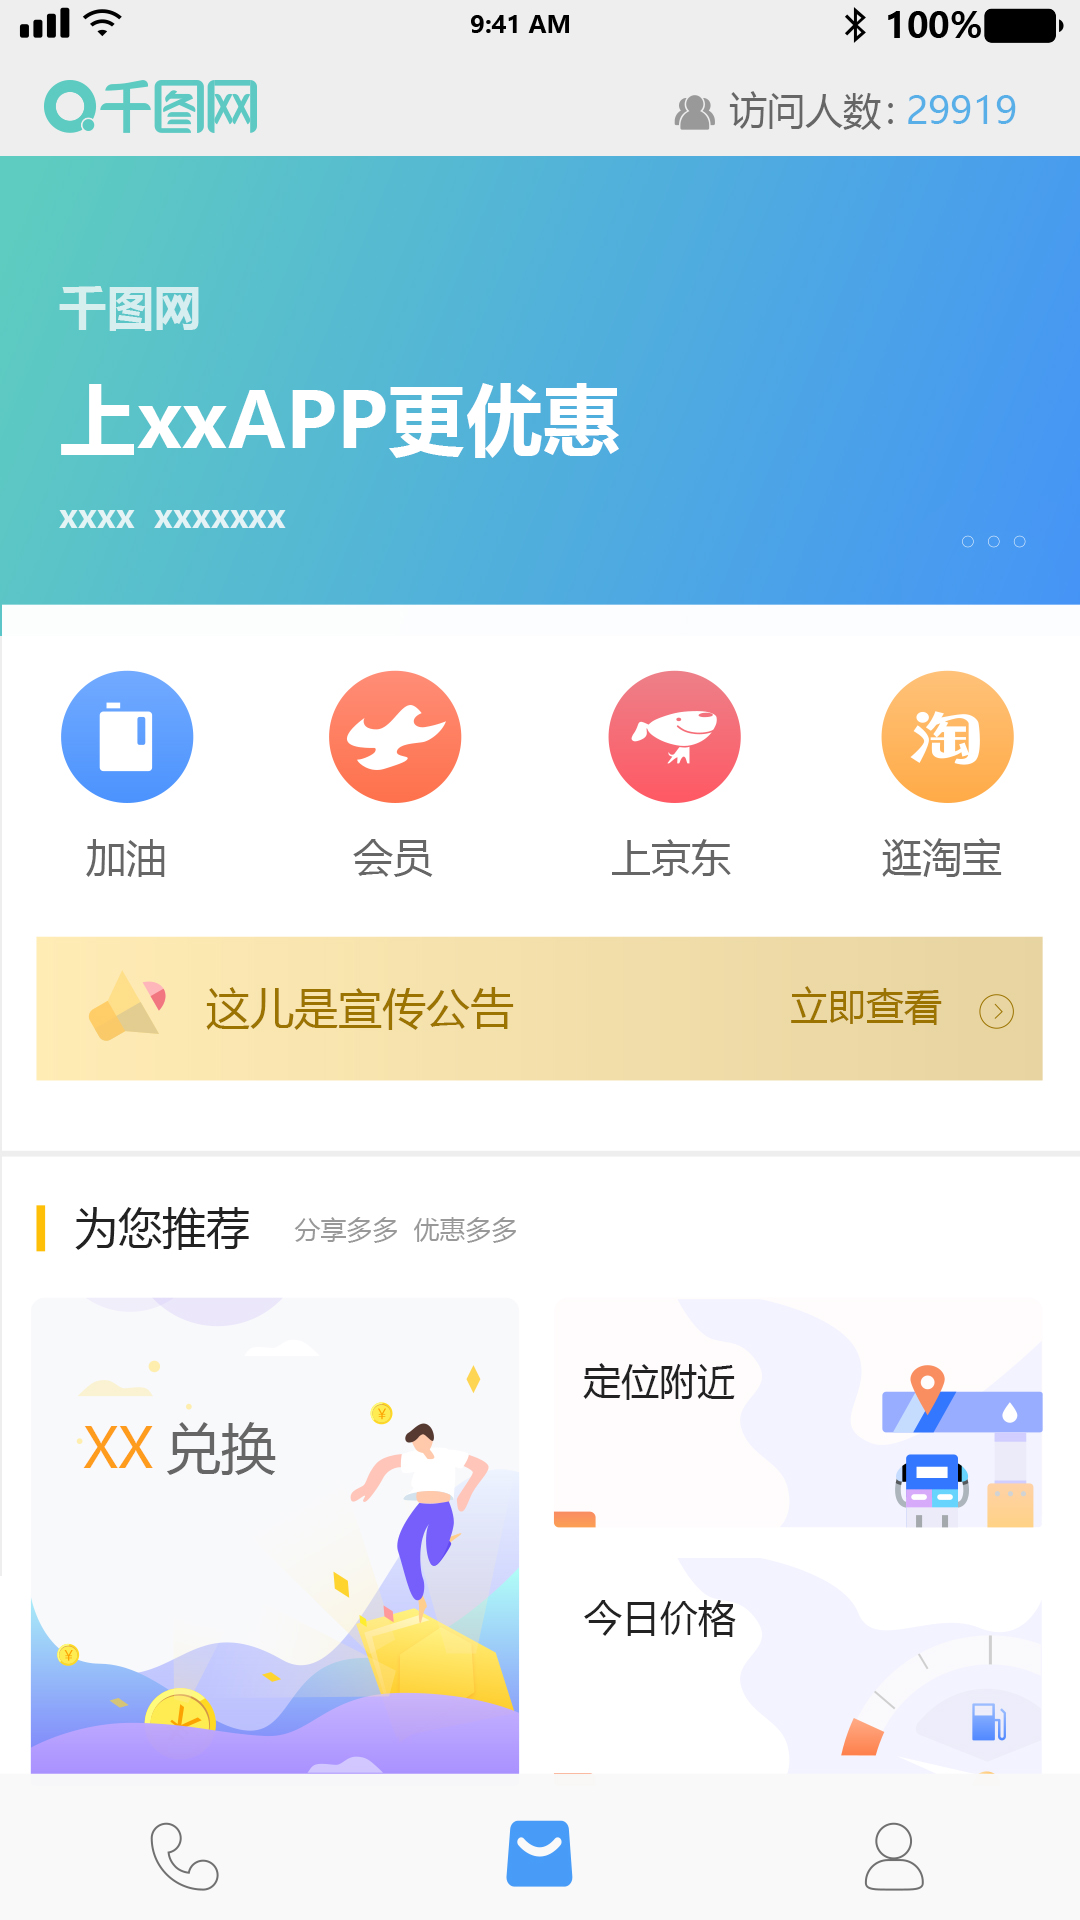 9:41 AM
100%
千图网
访问人数: 29919
千图网
上xxAPP更优惠
xxxx xxxxxxx
淘
加油
会员
上京东
逛淘宝
这儿是宣传公告
立即查看
为您推荐
分享多多 优惠多多
XX 兑换
定位附近
今日价格
¥
¥